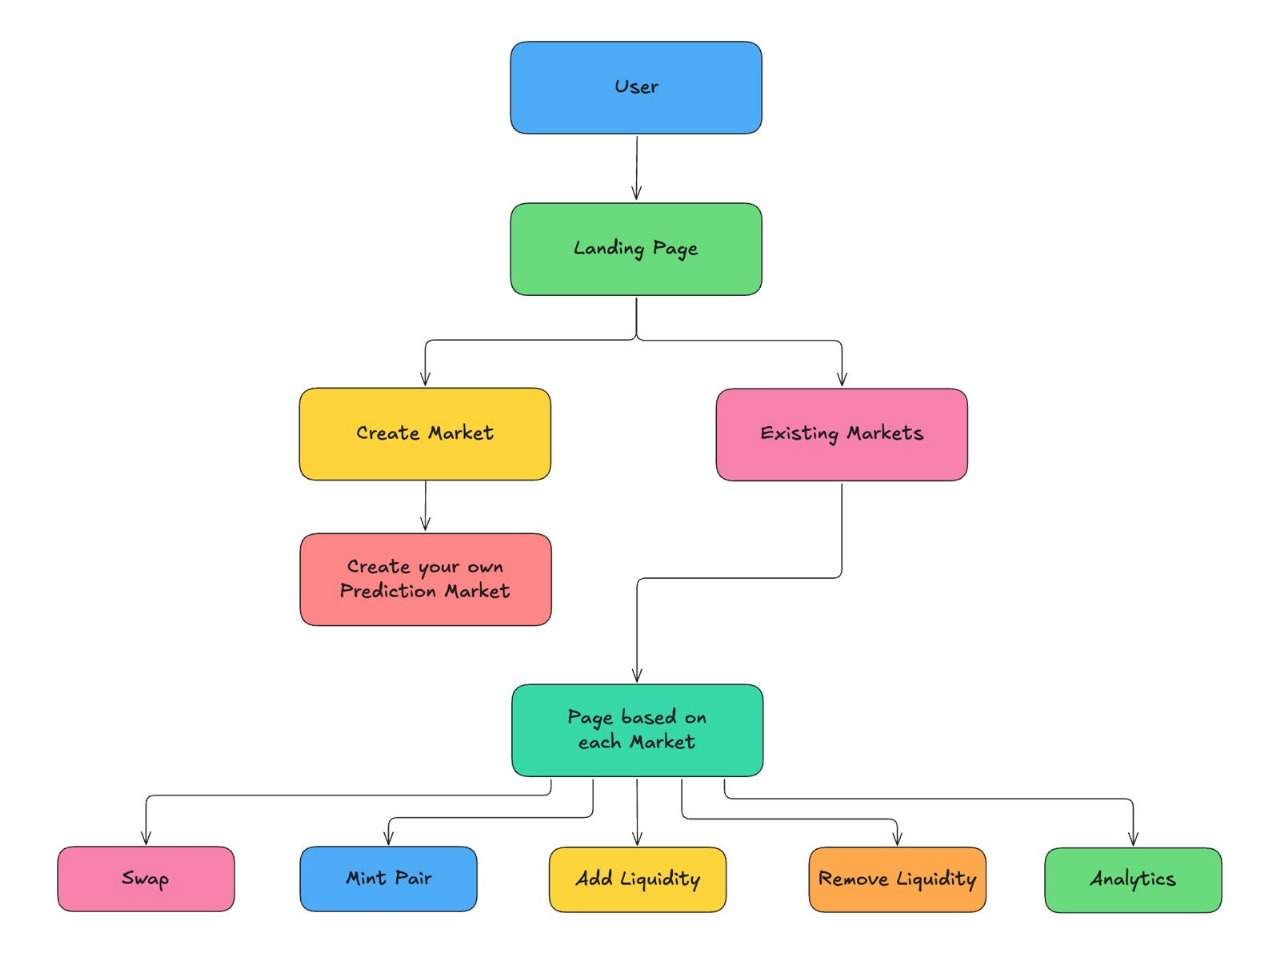 User
Landing Page
Create Market
Existing Markets
Create your own
Prediction Market
Page based on
each Market
Swap
Mint Pair
Add Liquidity
Remove Liquidity
Analytics